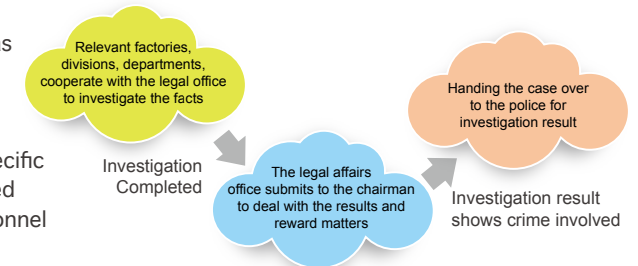 Relevant factories,
divisions, departments,
cooperate with the legal office
to investigate the facts
Investigation
Completed
The legal affairs
office submits to the chairman
to deal with the results and
reward matters
Investigation result
shows crime involved
Handing the case over
to the police for
investigation result